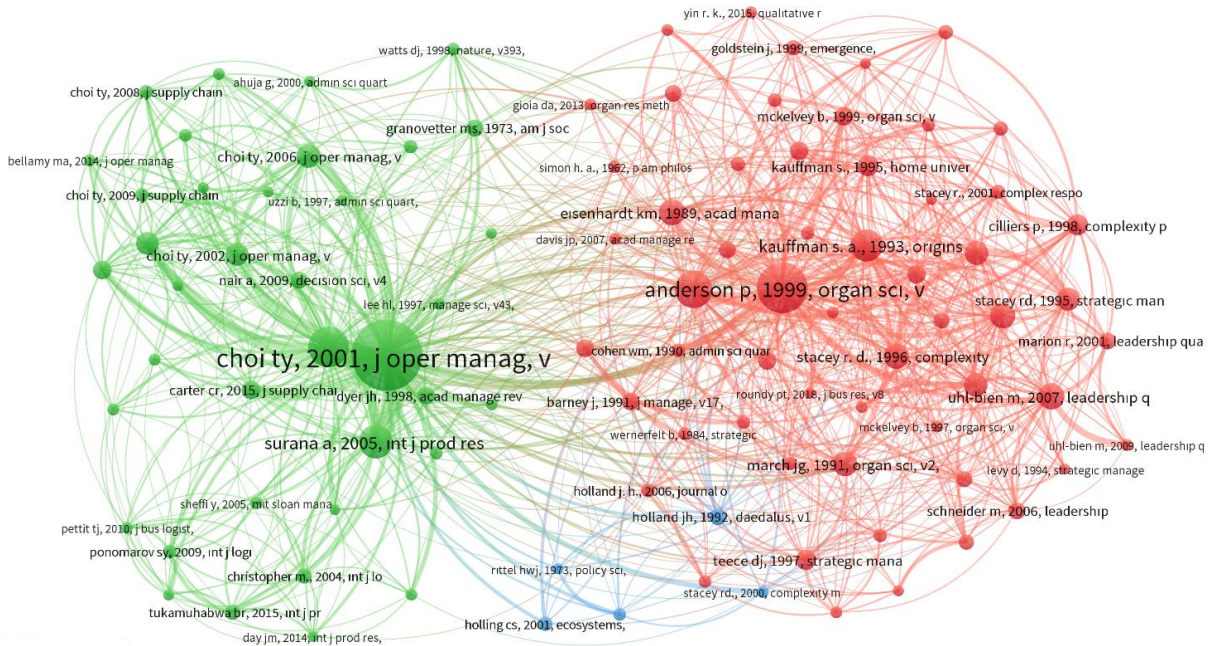 yin r. k., 2015, qualitative r
goldstein j, 1999, emergence,
watts dj, 1998, nature, v393,
ahuja g, 2000, admin sci quart
choi ty, 2008, j supply chain
gioia da, 2013, organ res meth
mckelvey b, 1999, organ sci, v
granovetter ms, 1973, am j soc
bellamy ma, 2014, j oper manag
choi ty, 2006, j oper manag, v
simon h. a., 1962, p am philos
kauffman s., 1995, home univer
choi ty, 2009, j supply chain
uzzi b, 1997, admin sci quart,
stacey r., 2001, complex respo
eisenhardt km, 1989, acad mana
cilliers p, 1998, complexity p
davis jp, 2007, acad manage re
kauffman s. a., 1993, origins
choi ty, 2002, j oper manag, v
nair a, 2009, decision sci, v4
anderson p, 1999, organ sci, v
lee hl, 1997, manage sci, v43,
stacey rd, 1995, strategic man
marion r, 2001, leadership qua
choi ty, 2001, j oper manag, v
cohen wm, 1990, admin sci quar
stacey r. d., 1996, complexity
carter cr, 2015, j supply chai
dyer jh, 1998, acad manage rev
barney j, 1991, j manage, v17,
roundy pt, 2018, j bus res, v8
uhl-bien m, 2007, leadership q
mckelvey b, 1997, organ sci, v
wernerfelt b, 1984, strategic
surana a, 2005, int j prod res
uhl-bien m, 2009, leadership q
march jg, 1991, organ sci, v2,
levy d, 1994, strategic manage
holland j. h., 2006, journal o
sheffi y, 2005, mit sloan mana
schneider m, 2006, leadership
holland jh, 1992, daedalus, v1
pettit tj, 2010, j bus logist,
ponomarov sy, 2009, int j logi
teece dj, 1997, strategic mana
rittel hwj, 1973, policy sci,
christopher m., 2004, int j lo
stacey rd., 2000, complexity m
tukamuhabwa br, 2015, int j pr
holling cs, 2001, ecosystems,
day jm, 2014, int j prod res,